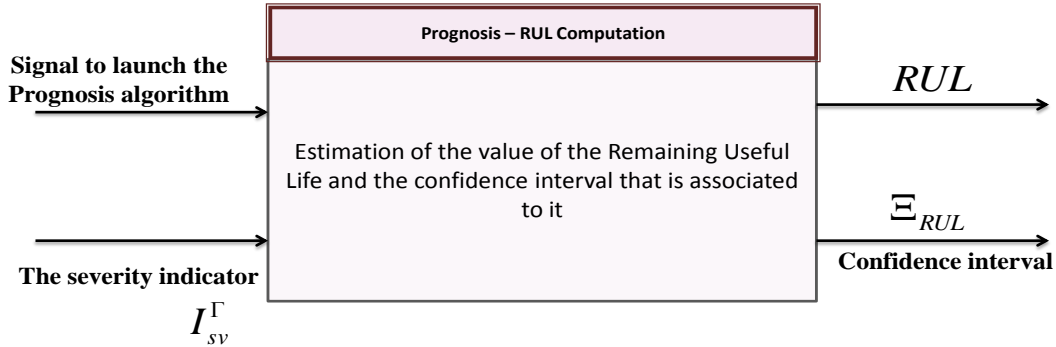 Prognosis – RUL Computation
Signal to launch the
Prognosis algorithm
RUL
Estimation of the value of the Remaining Useful
Life and the confidence interval that is associated
to it
Ξ_RUL
The severity indicator
Confidence interval
I_sv^Γ